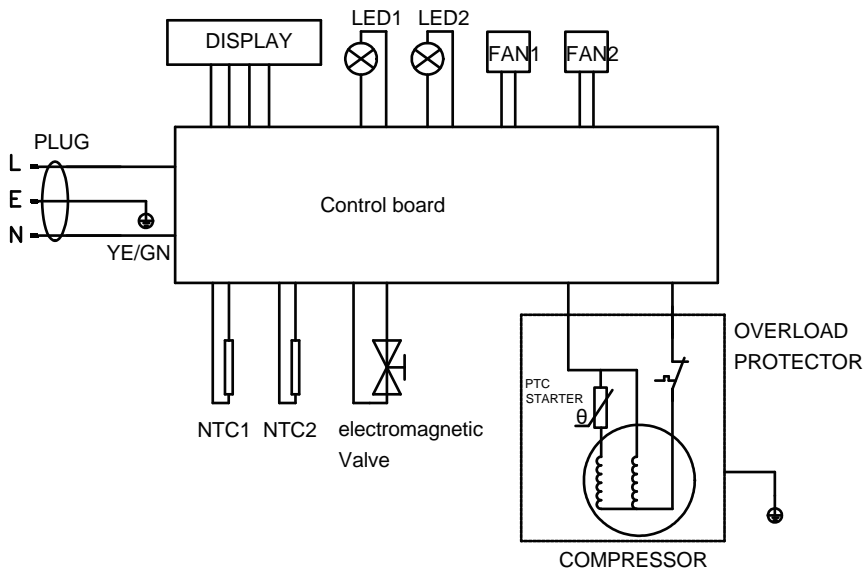 LED1 LED2
DISPLAY
FAN1 FAN2
PLUG
L
E
N
YE/GN
Control board
OVERLOAD
PROTECTOR
PTC
STARTER
θ
NTC1 NTC2 electromagnetic
Valve
COMPRESSOR